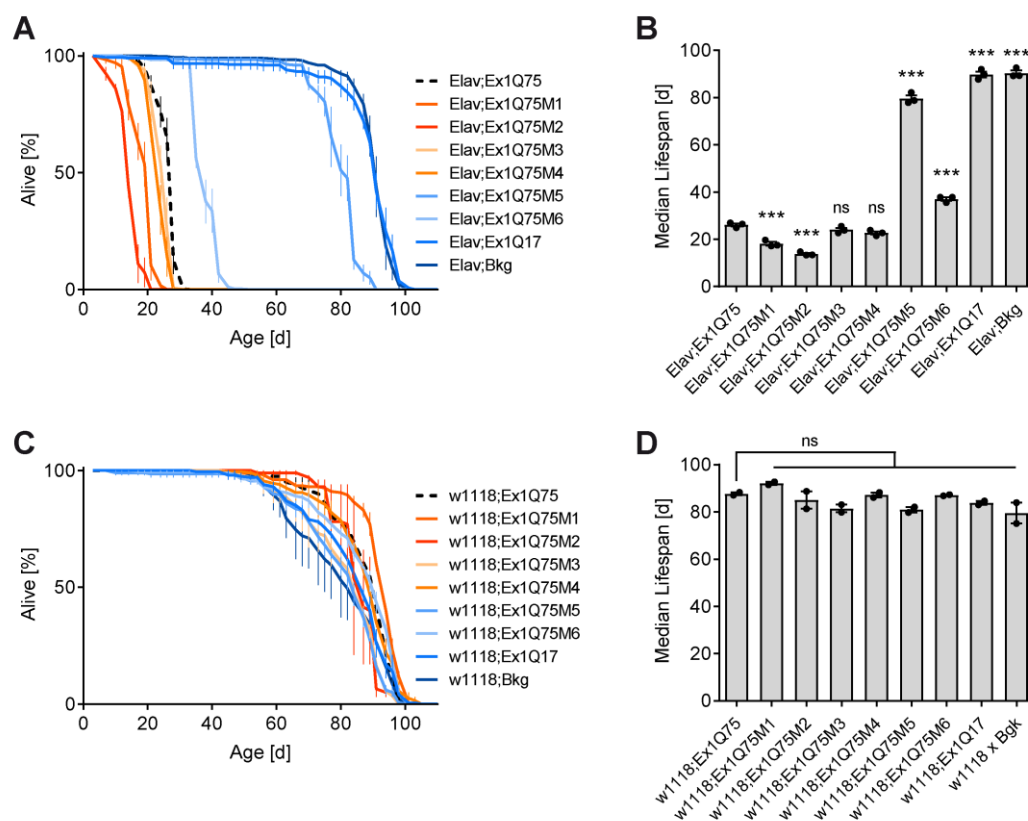 A
100
50
0
Alive [%]
0
20
40
60
80
100
Age [d]
Elav;Ex1Q75
Elav;Ex1Q75M1
Elav;Ex1Q75M2
Elav;Ex1Q75M3
Elav;Ex1Q75M4
Elav;Ex1Q75M5
Elav;Ex1Q75M6
Elav;Ex1Q17
Elav;Bkg
B
100
80
60
40
20
0
Median Lifespan [d]
***
***
ns
ns
***
***
***
***
Elav;Ex1Q75
Elav;Ex1Q75M1
Elav;Ex1Q75M2
Elav;Ex1Q75M3
Elav;Ex1Q75M4
Elav;Ex1Q75M5
Elav;Ex1Q75M6
Elav;Ex1Q17
Elav;Bkg
C
100
50
0
Alive [%]
0
20
40
60
80
100
Age [d]
w1118;Ex1Q75
w1118;Ex1Q75M1
w1118;Ex1Q75M2
w1118;Ex1Q75M3
w1118;Ex1Q75M4
w1118;Ex1Q75M5
w1118;Ex1Q75M6
w1118;Ex1Q17
w1118;Bkg
D
ns
100
80
60
40
20
0
Median Lifespan [d]
w1118;Ex1Q75
w1118;Ex1Q75M1
w1118;Ex1Q75M2
w1118;Ex1Q75M3
w1118;Ex1Q75M4
w1118;Ex1Q75M5
w1118;Ex1Q75M6
w1118;Ex1Q17
w1118 x Bgk